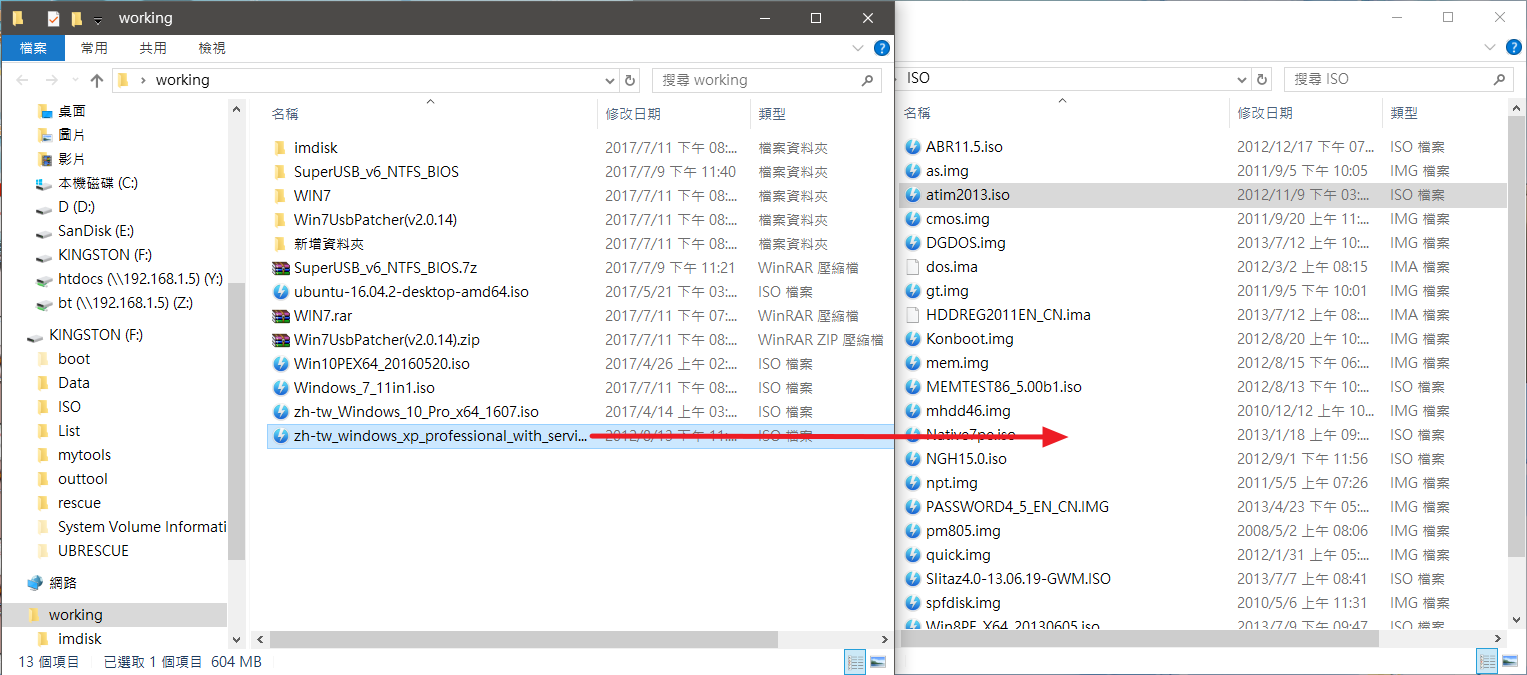 working
檔案 常用 共用 檢視
working
搜尋 working
桌面
圖片
影片
本機磁碟 (C:)
D (D:)
SanDisk (E:)
KINGSTON (F:)
htdocs (\\192.168.1.5) (Y:)
bt (\\192.168.1.5) (Z:)
KINGSTON (F:)
boot
Data
ISO
List
mytools
outtool
rescue
System Volume Informati
UBRESCUE
網路
working
imdisk
名稱 修改日期 類型
imdisk 2017/7/11 下午 08:... 檔案資料夾
SuperUSB_v6_NTFS_BIOS 2017/7/9 下午 11:40 檔案資料夾
WIN7 2017/7/11 下午 08:... 檔案資料夾
Win7UsbPatcher(v2.0.14) 2017/7/11 下午 08:... 檔案資料夾
新增資料夾 2017/7/11 下午 08:... 檔案資料夾
SuperUSB_v6_NTFS_BIOS.7z 2017/7/9 下午 11:21 WinRAR 壓縮檔
ubuntu-16.04.2-desktop-amd64.iso 2017/5/21 下午 03:... ISO 檔案
WIN7.rar 2017/7/11 下午 07:... WinRAR 壓縮檔
Win7UsbPatcher(v2.0.14).zip 2017/7/11 下午 08:... WinRAR ZIP 壓縮檔
Win10PEX64_20160520.iso 2017/4/26 上午 02:... ISO 檔案
Windows_7_11in1.iso 2017/7/11 下午 08:... ISO 檔案
zh-tw_Windows_10_Pro_x64_1607.iso 2017/4/14 上午 03:... ISO 檔案
zh-tw_windows_xp_professional_with_servi... 2012/8/13 下午 11:... ISO 檔案
13 個項目 已選取 1 個項目 604 MB
ISO
搜尋 ISO
名稱 修改日期 類型
ABR11.5.iso 2012/12/17 下午 07... ISO 檔案
as.img 2011/9/5 下午 10:05 IMG 檔案
atim2013.iso 2012/11/9 下午 03:... ISO 檔案
cmos.img 2011/9/20 上午 11:... IMG 檔案
DGDOS.img 2013/7/12 上午 10:... IMG 檔案
dos.ima 2012/3/2 上午 08:15 IMA 檔案
gt.img 2011/9/5 下午 10:01 IMG 檔案
HDDREG2011EN_CN.ima 2013/7/12 上午 08:... IMA 檔案
Konboot.img 2012/8/20 上午 10:... IMG 檔案
mem.img 2012/8/15 下午 06:... IMG 檔案
MEMTEST86_5.00b1.iso 2012/8/13 下午 10:... ISO 檔案
mhdd46.img 2010/12/12 上午 10... IMG 檔案
Native7pe.iso 2013/1/18 上午 09:... ISO 檔案
NGH15.0.iso 2012/9/1 下午 11:56 ISO 檔案
npt.img 2011/5/5 上午 07:26 IMG 檔案
PASSWORD4_5_EN_CN.IMG 2013/4/23 下午 05:... IMG 檔案
pm805.img 2008/5/2 上午 08:06 IMG 檔案
quick.img 2012/1/31 上午 05:... IMG 檔案
Slitaz4.0-13.06.19-GWM.ISO 2013/7/7 上午 08:41 ISO 檔案
spfdisk.img 2010/5/6 上午 11:31 IMG 檔案
Win8PE_X64_20130605.iso 2013/7/9 下午 09:47 ISO 檔案